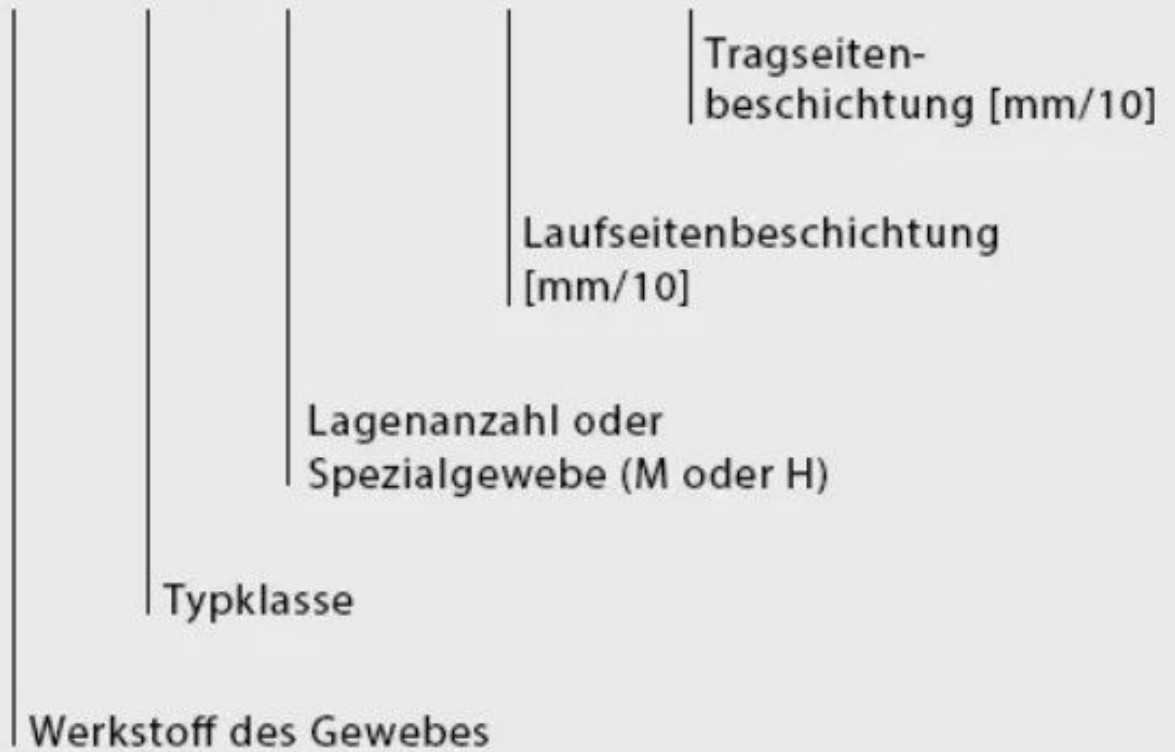 Tragseiten-
beschichtung [mm/10]
Laufseitenbeschichtung
[mm/10]
Lagenanzahl oder
Spezialgewebe (M oder H)
Typklasse
Werkstoff des Gewebes